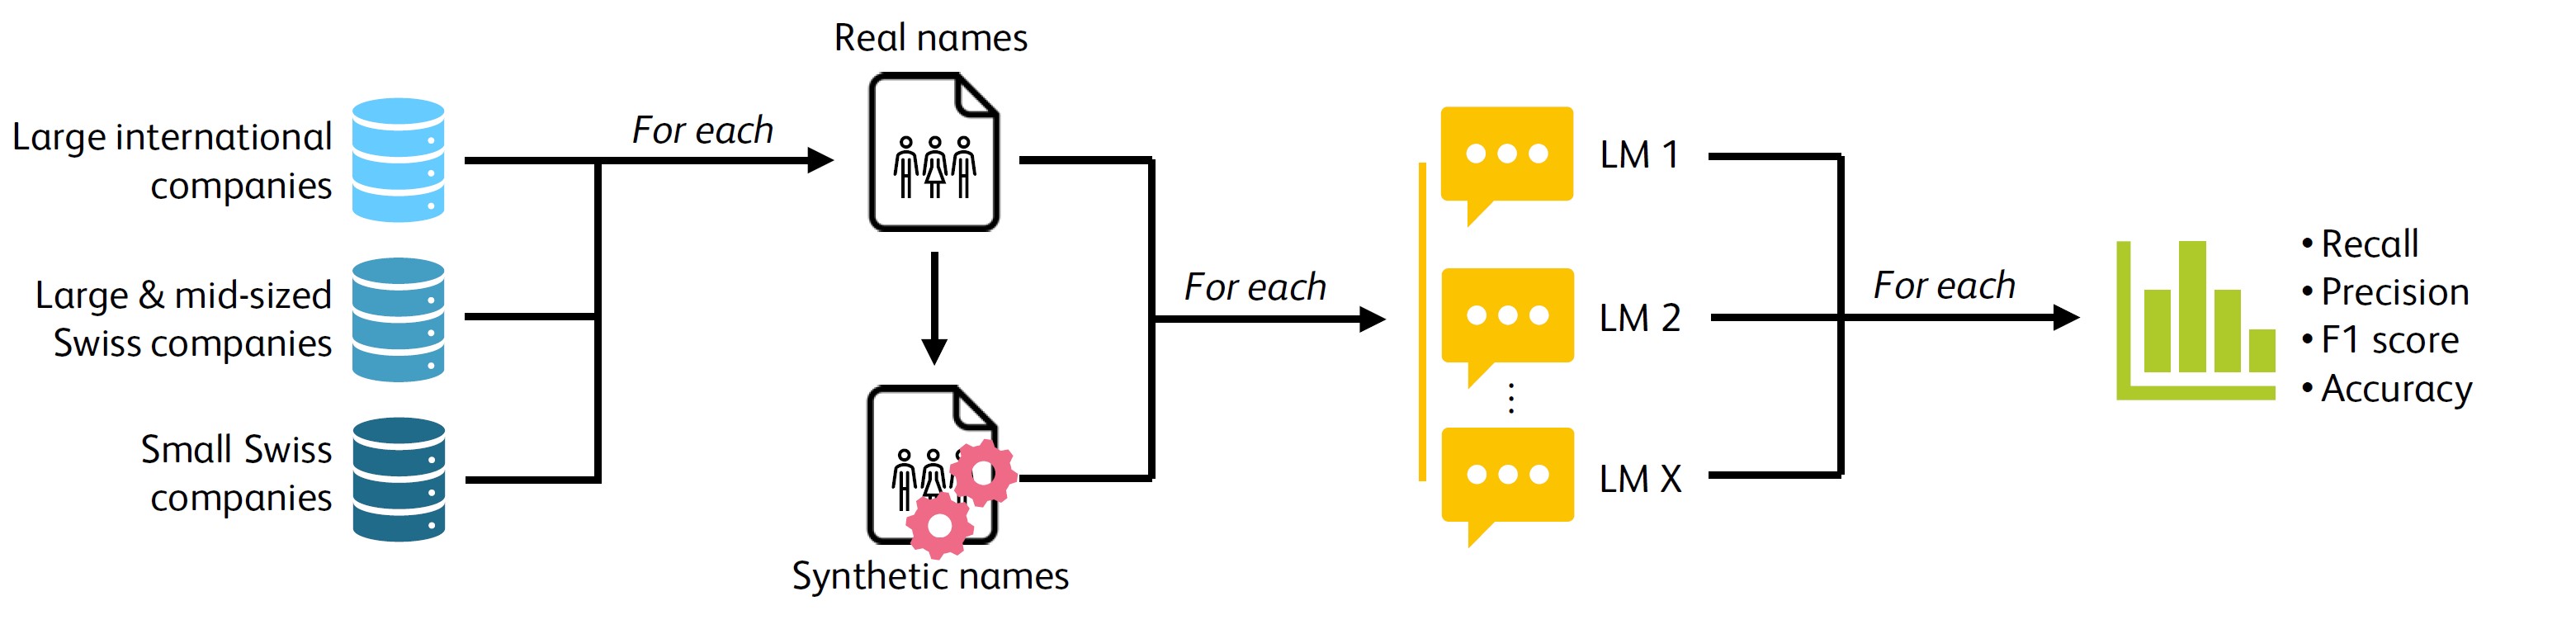 Large international
companies
Large & mid-sized
Swiss companies
Small Swiss
companies
For each
Real names
Synthetic names
For each
LM 1
LM 2
LM X
For each
• Recall
• Precision
• F1 score
• Accuracy